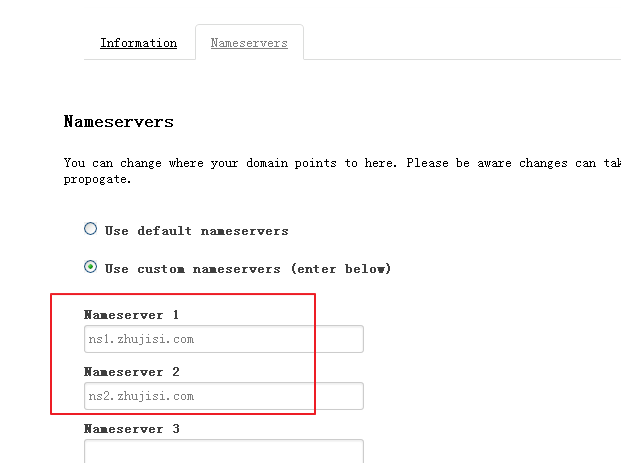 Information Nameservers
Nameservers
You can change where your domain points to here. Please be aware changes can tak
propogate.
Use default nameservers
Use custom nameservers (enter below)
Nameserver 1
ns1.zhujisi.com
Nameserver 2
ns2.zhujisi.com
Nameserver 3